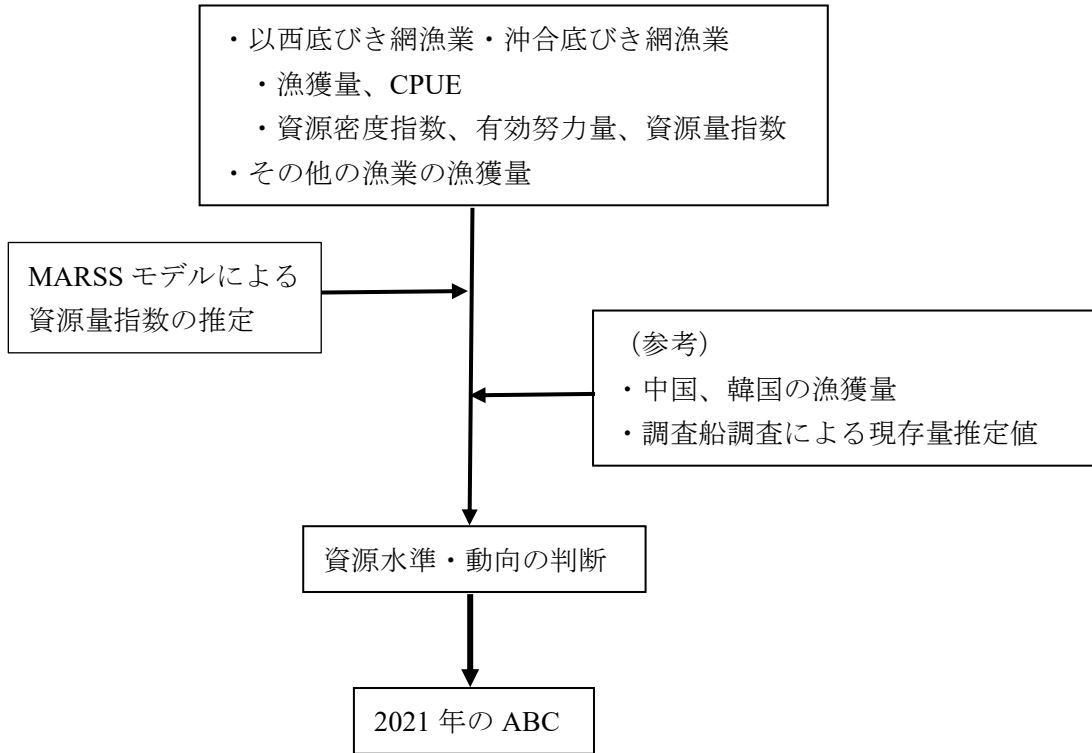 ・以西底びき網漁業・沖合底びき網漁業
・漁獲量、CPUE
・資源密度指数、有効努力量、資源量指数
・その他の漁業の漁獲量
MARSS モデルによる
資源量指数の推定
（参考）
・中国、韓国の漁獲量
・調査船調査による現存量推定値
資源水準・動向の判断
2021 年の ABC